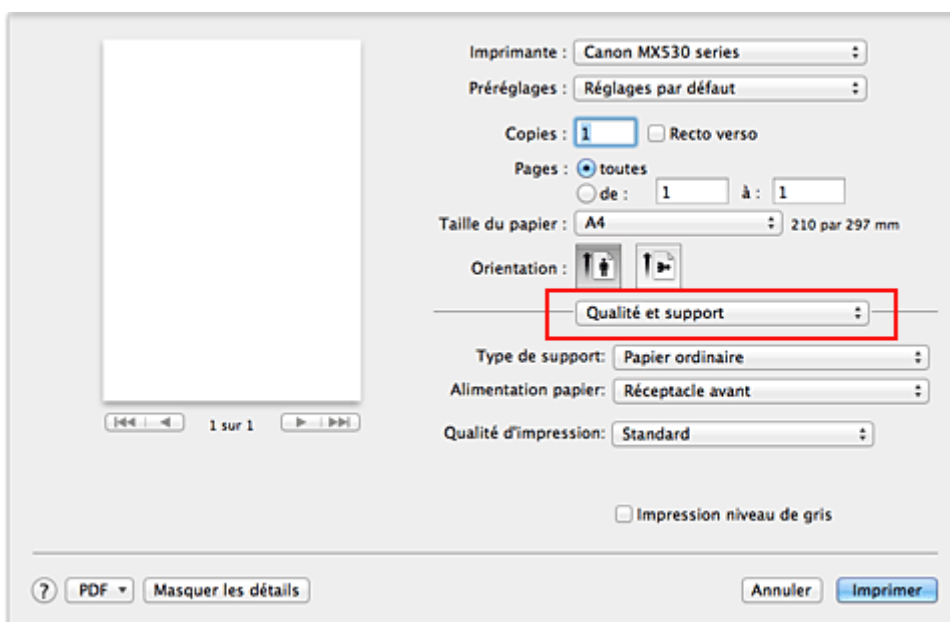 Imprimante : Canon MX530 series
Préréglages : Réglages par défaut
Copies : 1 Recto verso
Pages : toutes
de : 1 à : 1
Taille du papier : A4 210 par 297 mm
Orientation :
Qualité et support
Type de support: Papier ordinaire
Alimentation papier: Réceptacle avant
1 sur 1
Qualité d'impression: Standard
Impression niveau de gris
? PDF Masquer les détails Annuler Imprimer